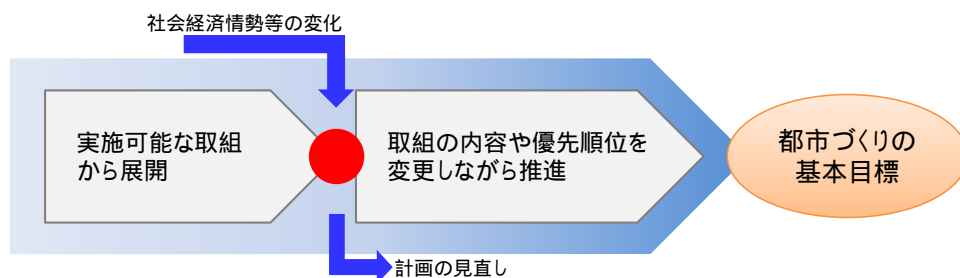 社会経済情勢等の変化
実施可能な取組
から展開
取組の内容や優先順位を
変更しながら推進
都市づくりの
基本目標
計画の見直し